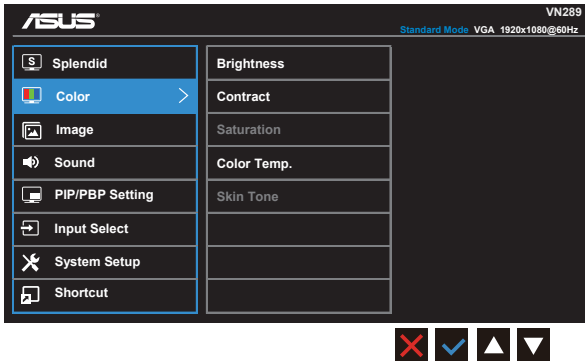 ASUS
VN289
Standard Mode VGA 1920x1080@60Hz
S Splendid
Color
Image
Sound
PIP/PBP Setting
Input Select
System Setup
Shortcut
Brightness
Contract
Saturation
Color Temp.
Skin Tone